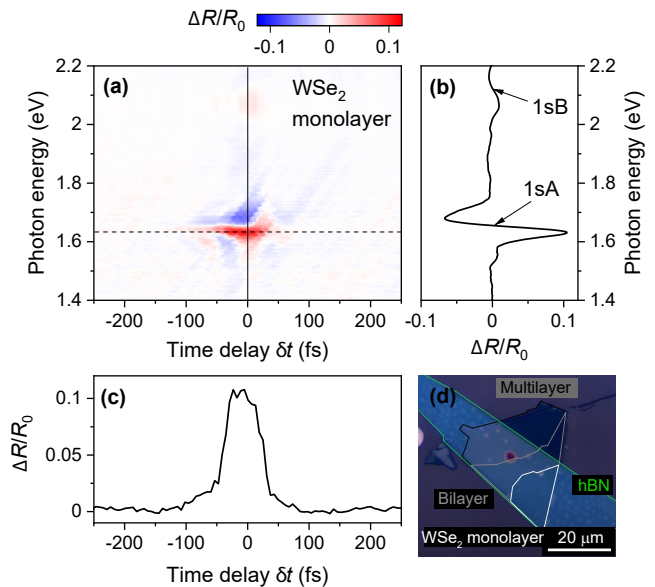 ΔR/R₀
-0.1 0.0 0.1
(a)
WSe₂
monolayer
2.2
2
1.8
1.6
1.4
Photon energy (eV)
-200 -100 0 100 200
Time delay δt (fs)
(b)
1sB
1sA
2.2
2
1.8
1.6
1.4
Photon energy (eV)
0 0.1
ΔR/R₀
(c)
0.1
0.05
0
ΔR/R₀
-200 -100 0 100 200
Time delay δt (fs)
(d)
Multilayer
hBN
Bilayer
WSe₂ monolayer
20 μm